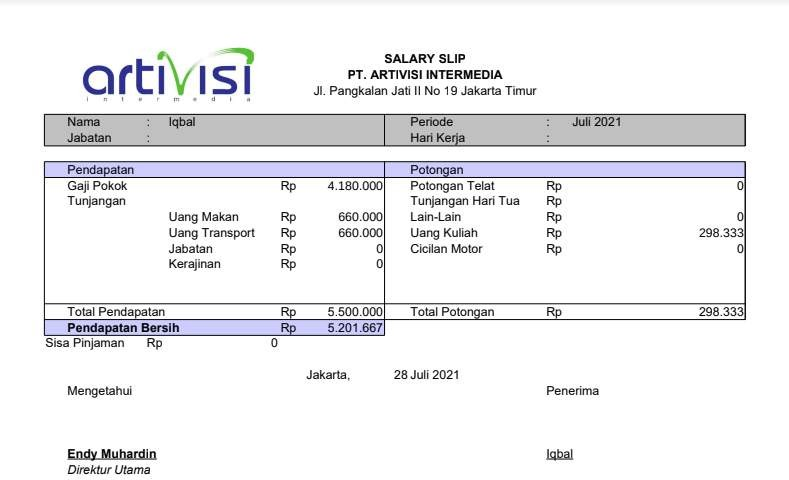 artivisi
intermedia
SALARY SLIP
PT. ARTIVISI INTERMEDIA
Jl. Pangkalan Jati II No 19 Jakarta Timur
Nama : Iqbal Periode : Juli 2021
Jabatan : Hari Kerja :
Pendapatan Potongan
Gaji Pokok Rp 4.180.000 Potongan Telat Rp 0
Tunjangan Tunjangan Hari Tua Rp
Uang Makan Rp 660.000 Lain-Lain Rp 0
Uang Transport Rp 660.000 Uang Kuliah Rp 298.333
Jabatan Rp 0 Cicilan Motor Rp 0
Kerajinan Rp 0
Total Pendapatan Rp 5.500.000 Total Potongan Rp 298.333
Pendapatan Bersih Rp 5.201.667
Sisa Pinjaman Rp 0
Jakarta, 28 Juli 2021
Mengetahui Penerima
Endy Muhardin Iqbal
Direktur Utama